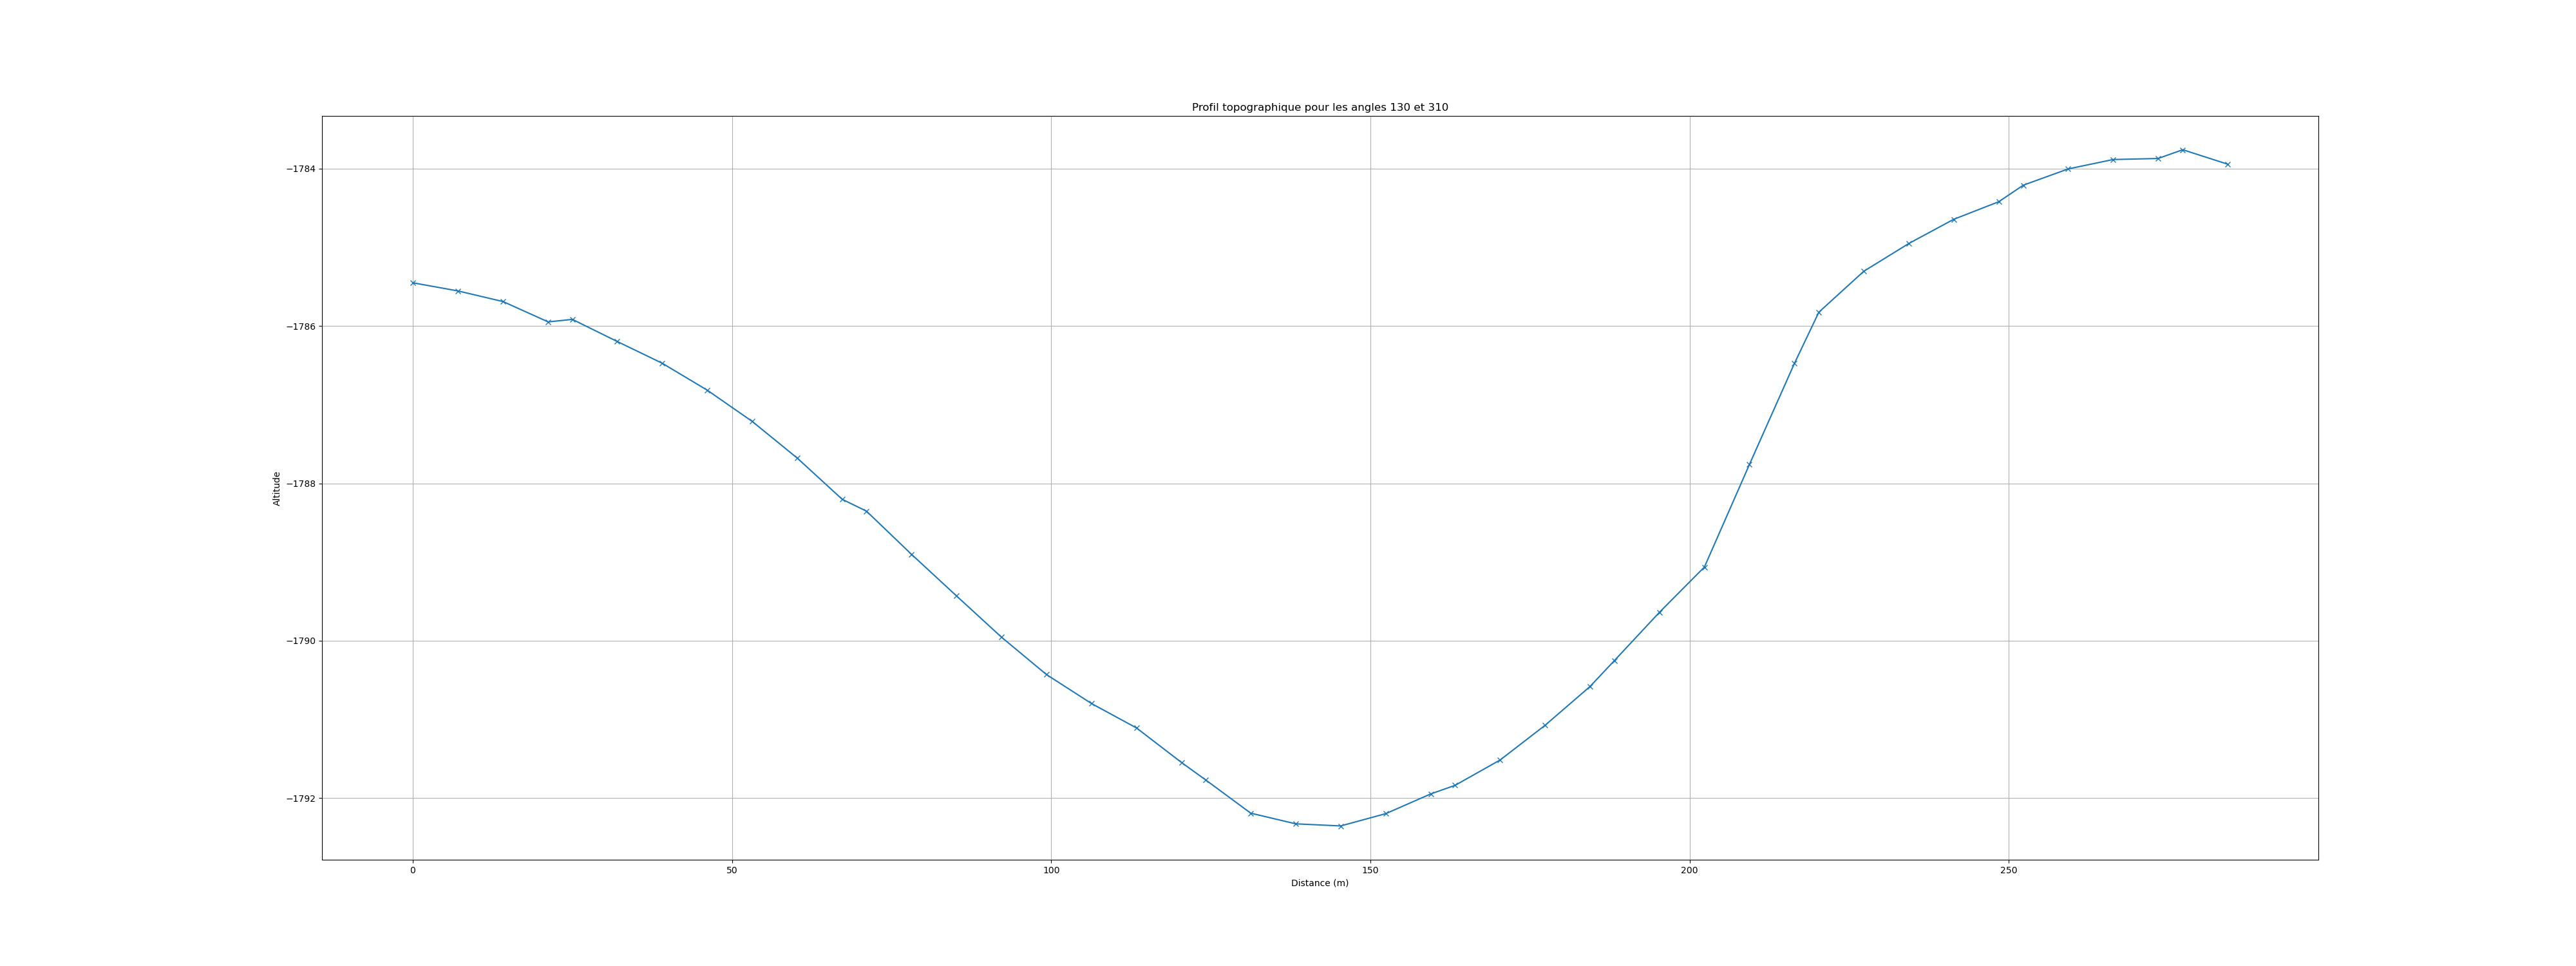 Profil topographique pour les angles 130 et 310
−1784
−1786
−1788
−1790
−1792
Altitude
0 50 100 150 200 250
Distance (m)